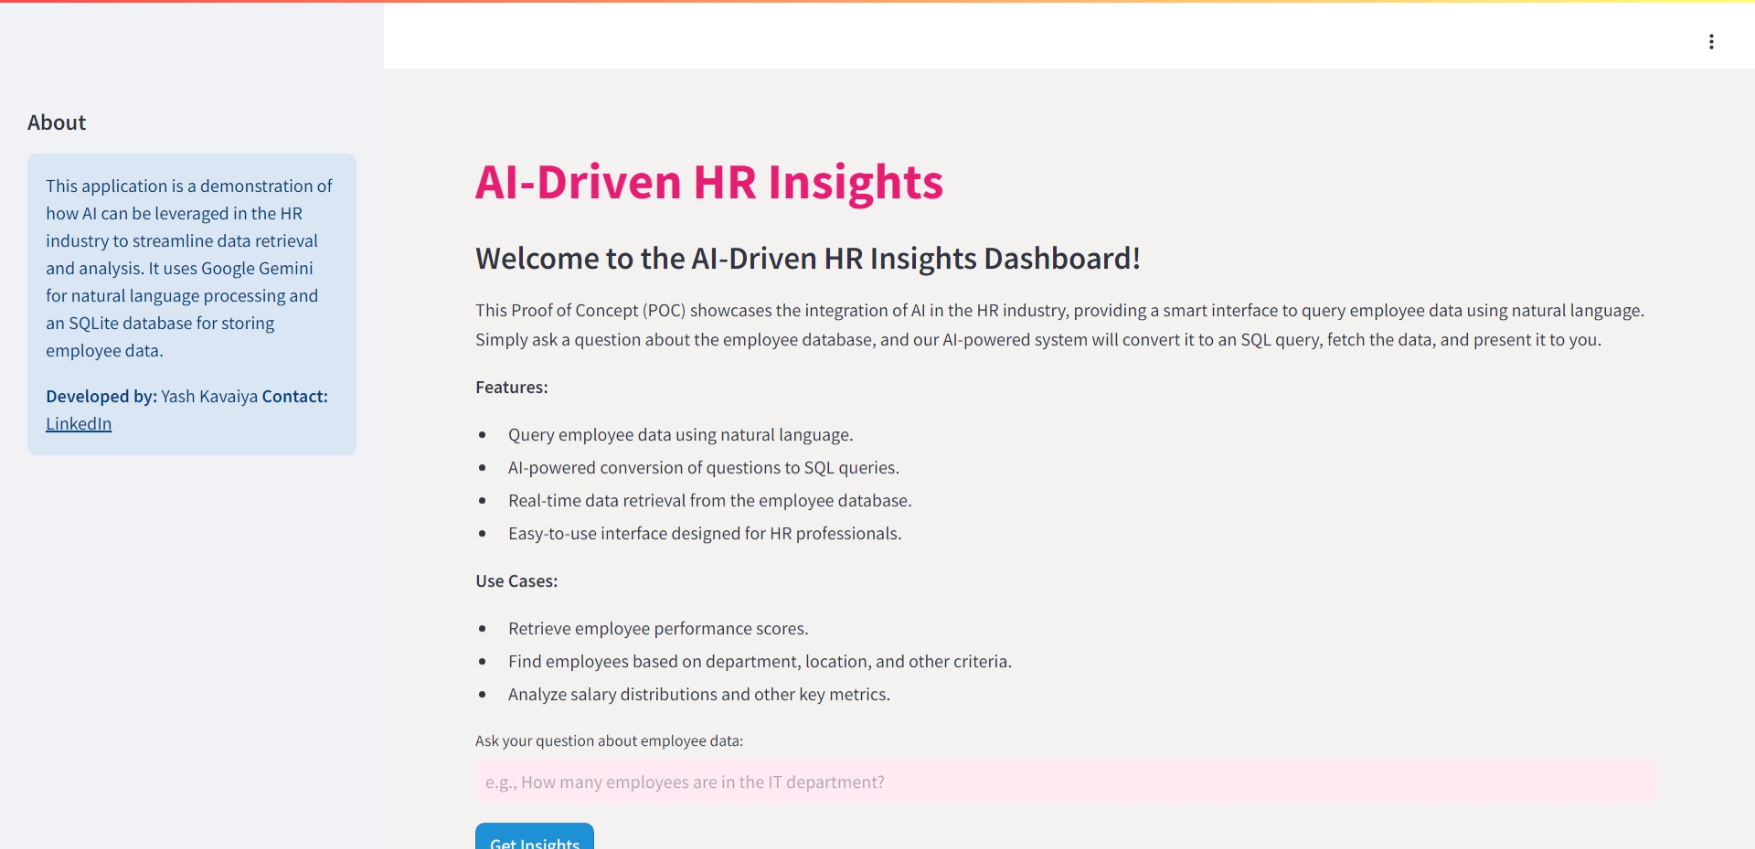 About
This application is a demonstration of
how AI can be leveraged in the HR
industry to streamline data retrieval
and analysis. It uses Google Gemini
for natural language processing and
an SQLite database for storing
employee data.
Developed by: Yash Kavaiya Contact:
LinkedIn
AI-Driven HR Insights
Welcome to the AI-Driven HR Insights Dashboard!
This Proof of Concept (POC) showcases the integration of AI in the HR industry, providing a smart interface to query employee data using natural language.
Simply ask a question about the employee database, and our AI-powered system will convert it to an SQL query, fetch the data, and present it to you.
Features:
Query employee data using natural language.
AI-powered conversion of questions to SQL queries.
Real-time data retrieval from the employee database.
Easy-to-use interface designed for HR professionals.
Use Cases:
Retrieve employee performance scores.
Find employees based on department, location, and other criteria.
Analyze salary distributions and other key metrics.
Ask your question about employee data:
e.g., How many employees are in the IT department?
Get Insights